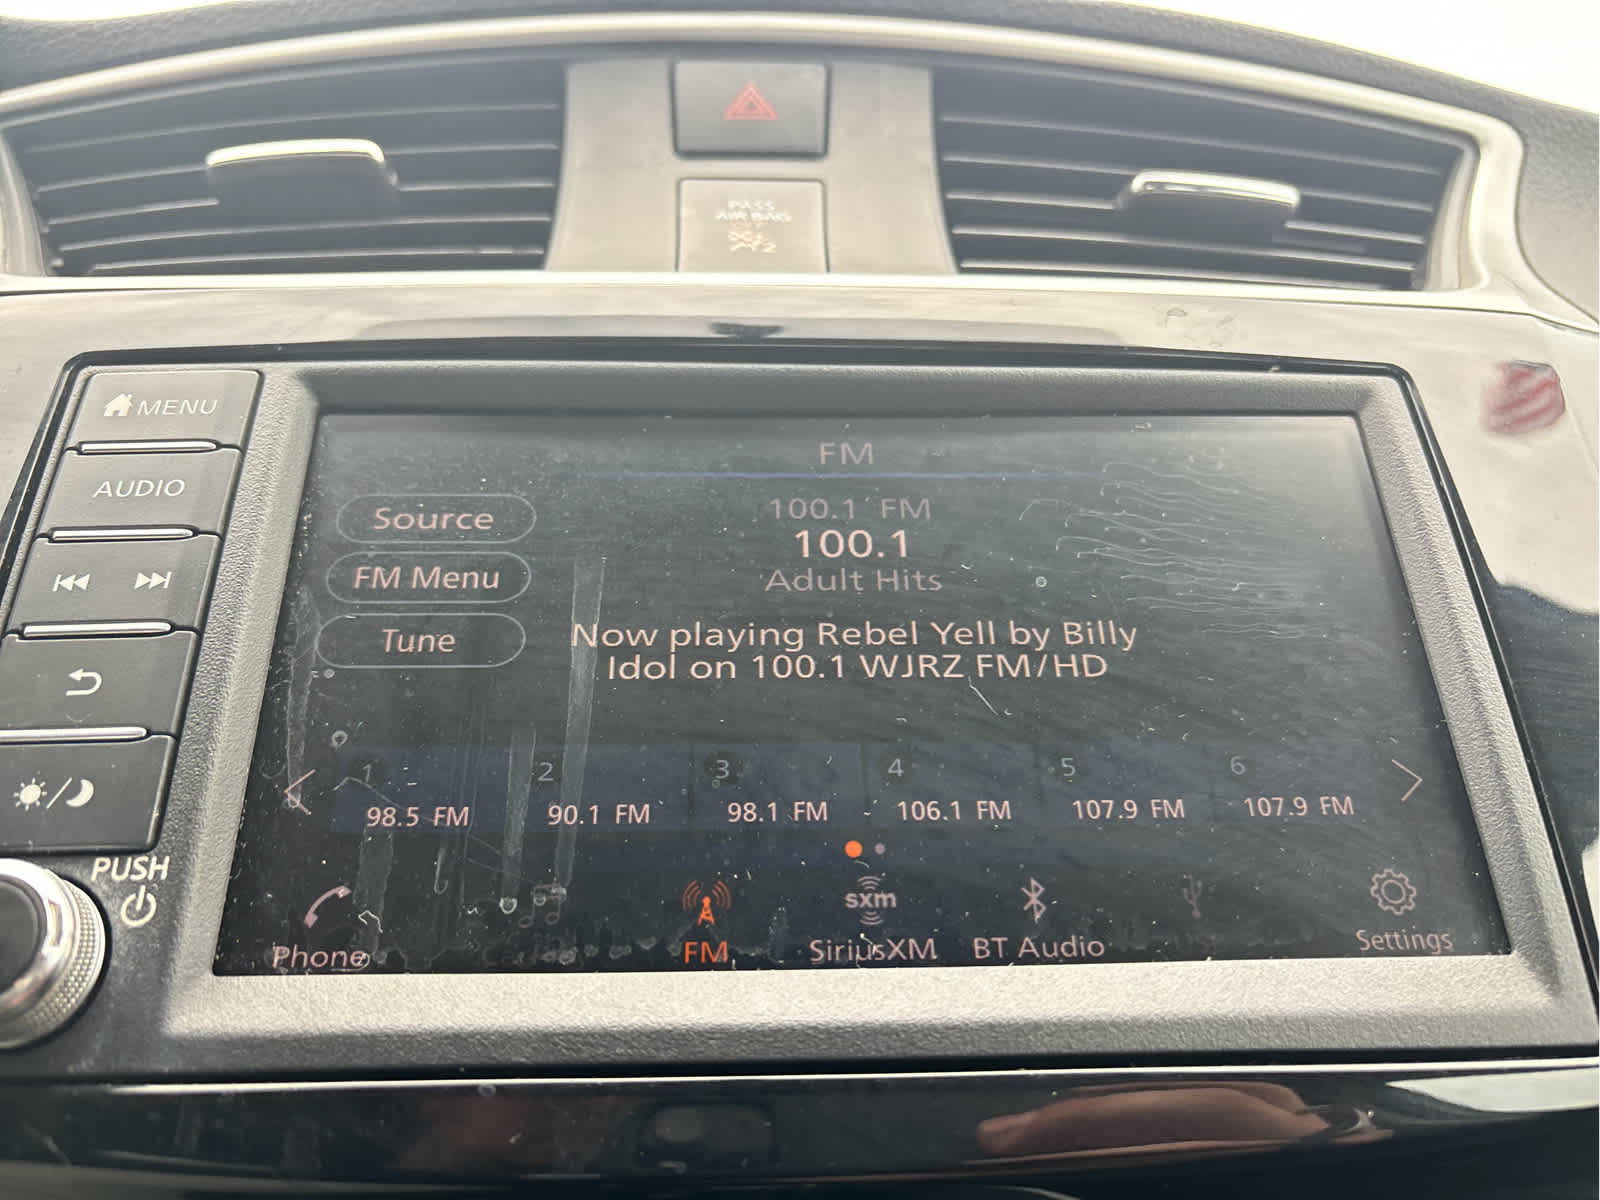 PASS
AIR BAG
MENU
AUDIO
PUSH
FM
Source
FM Menu
Tune
100.1 FM
100.1
Adult Hits
Now playing Rebel Yell by Billy
Idol on 100.1 WJRZ FM/HD
1 2 3 4 5 6
98.5 FM 90.1 FM 98.1 FM 106.1 FM 107.9 FM 107.9 FM
sxm
Phone FM SiriusXM BT Audio Settings